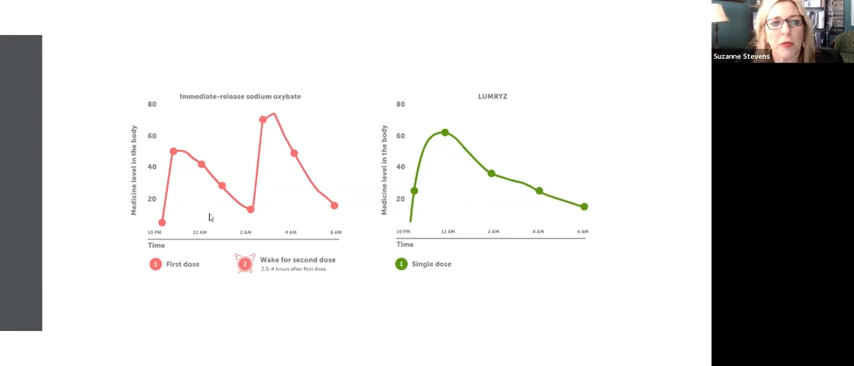 Suzanne Stevens
Immediate-release sodium oxybate
Medicine level in the body
80
60
40
20
10 PM 12 AM 2 AM 4 AM 6 AM
Time
1 First dose
2 Wake for second dose
2.5-4 hours after first dose
LUMRYZ
Medicine level in the body
80
60
40
20
10 PM 12 AM 2 AM 4 AM 6 AM
Time
1 Single dose